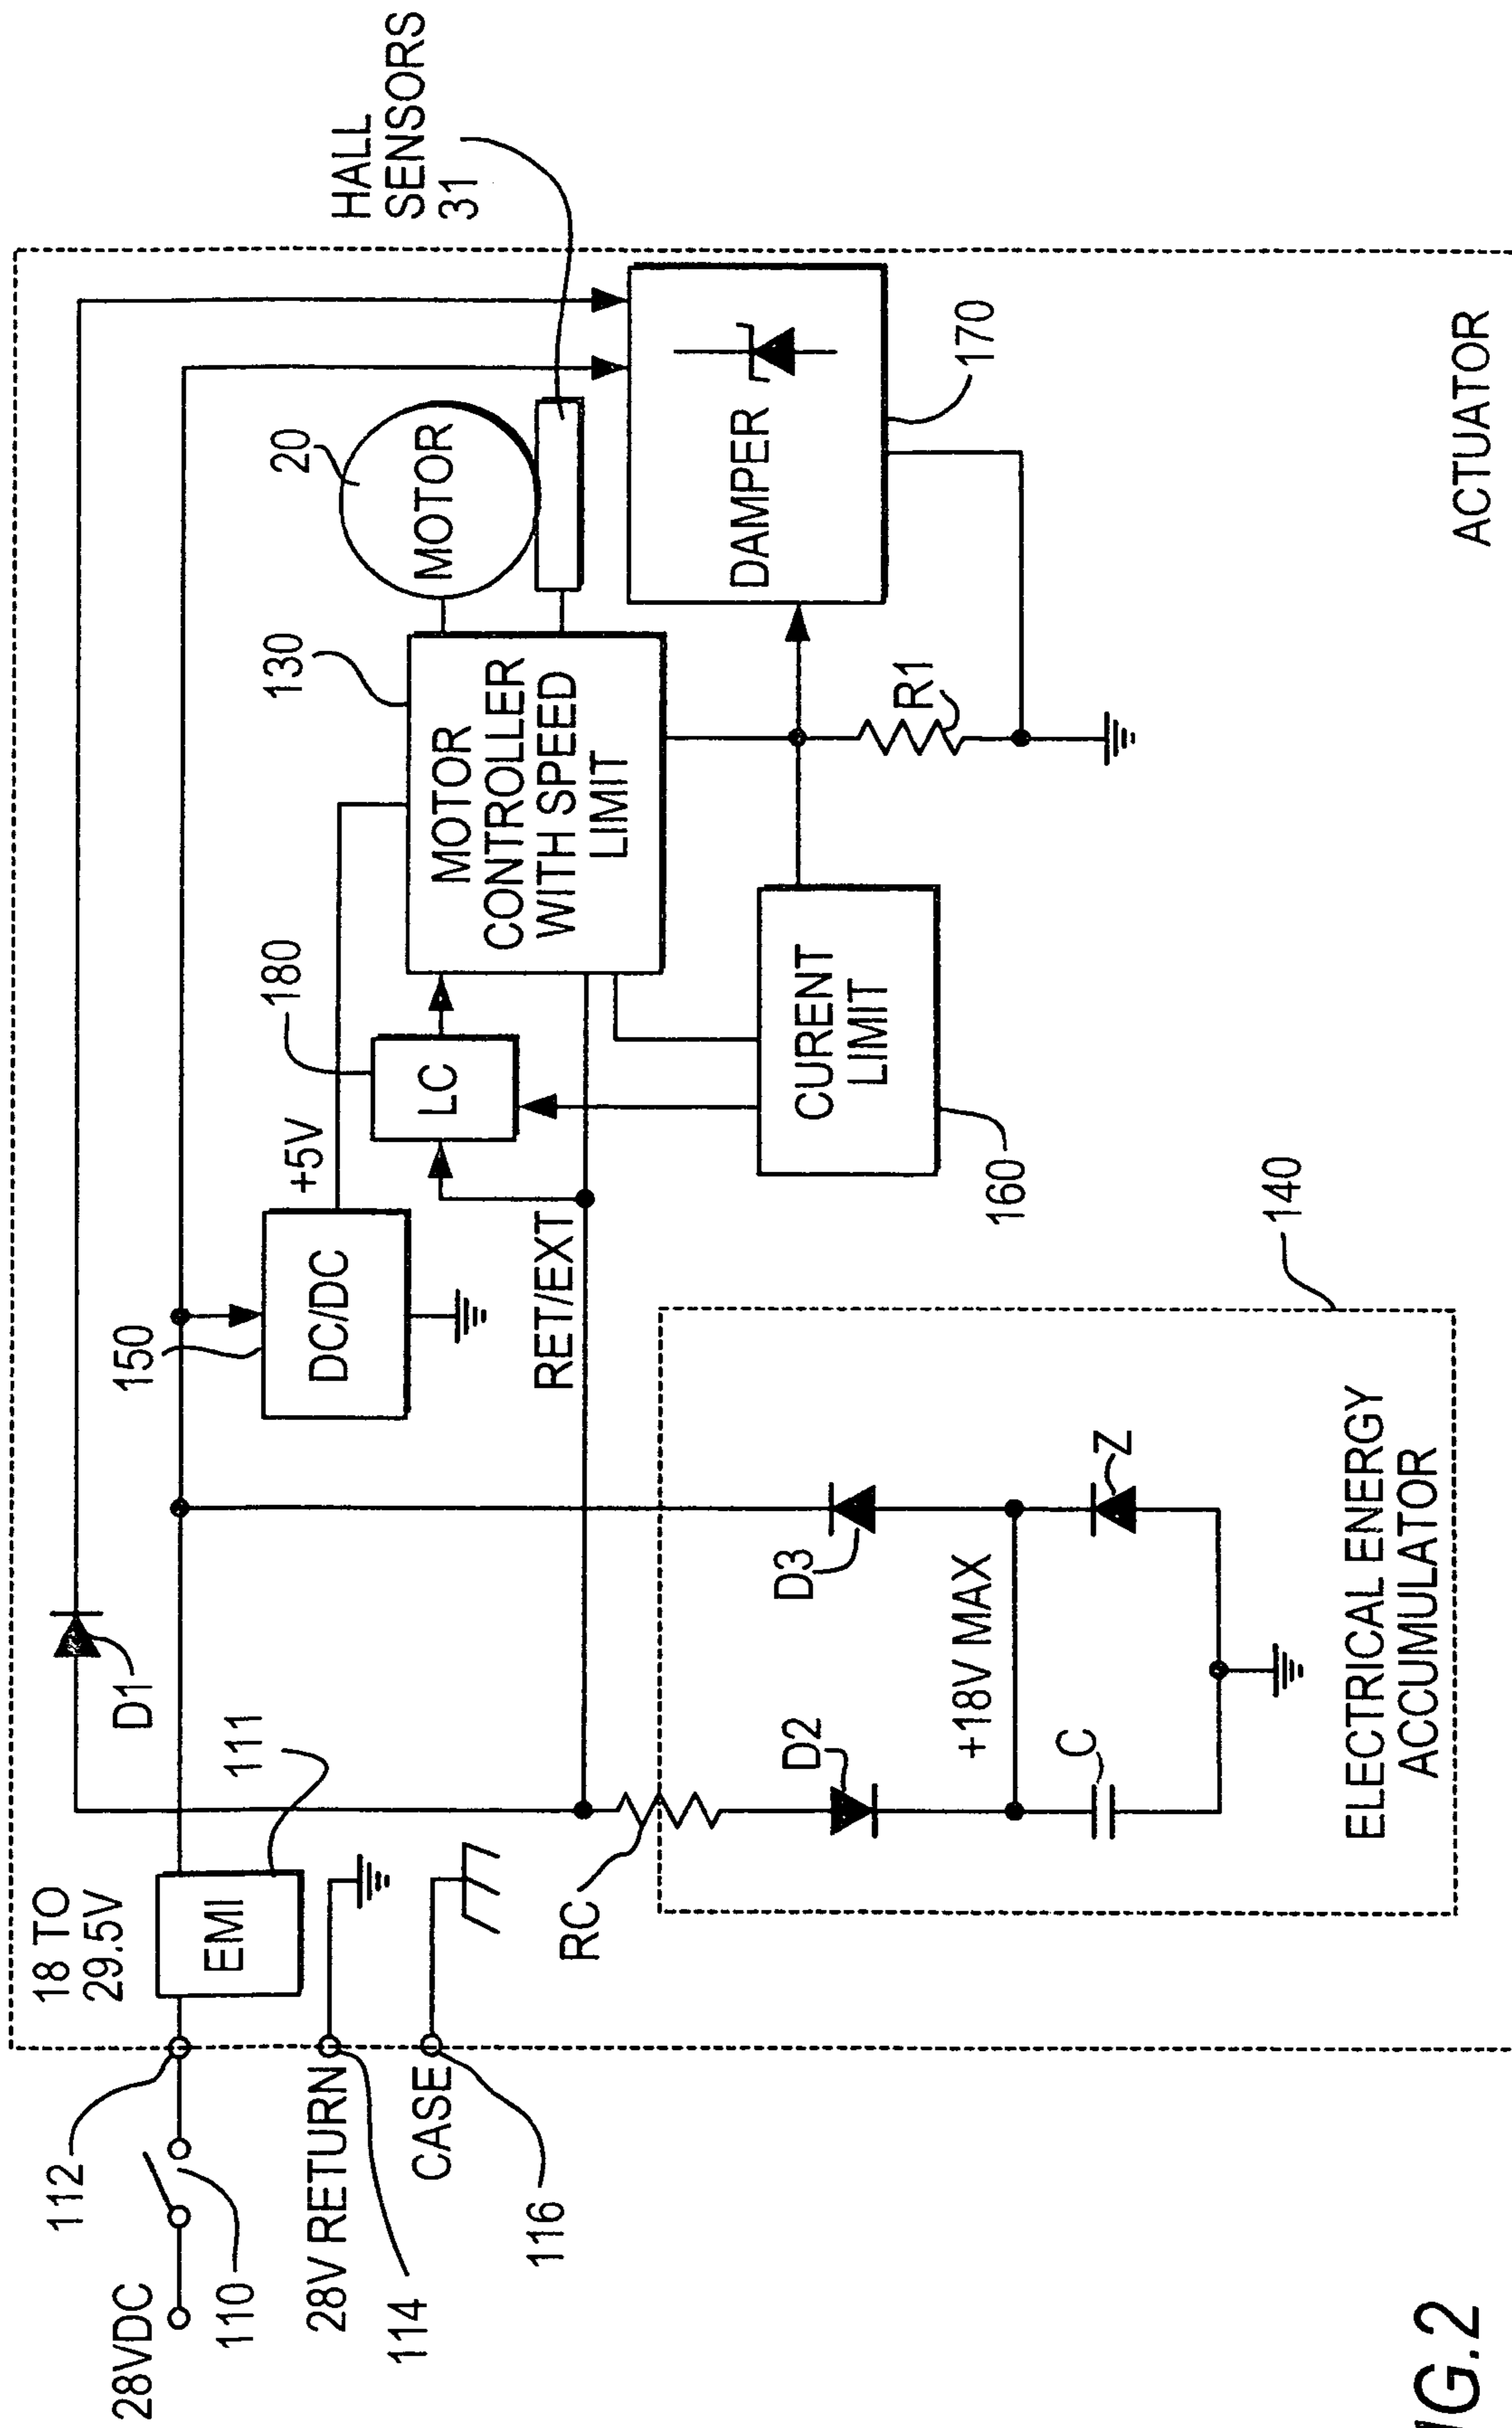 28VDC
110
112
18 TO
29.5V
EMI
111
28V RETURN
114
CASE
116
D1
150
DC/DC
+5V
180
LC
RET/EXT
130
MOTOR
CONTROLLER
WITH SPEED
LIMIT
20
MOTOR
HALL
SENSORS
31
DAMPER
170
R1
CURENT
LIMIT
160
RC
D2
D3
+18V MAX
C
Z
140
ELECTRICAL ENERGY
ACCUMULATOR
ACTUATOR
IG.2